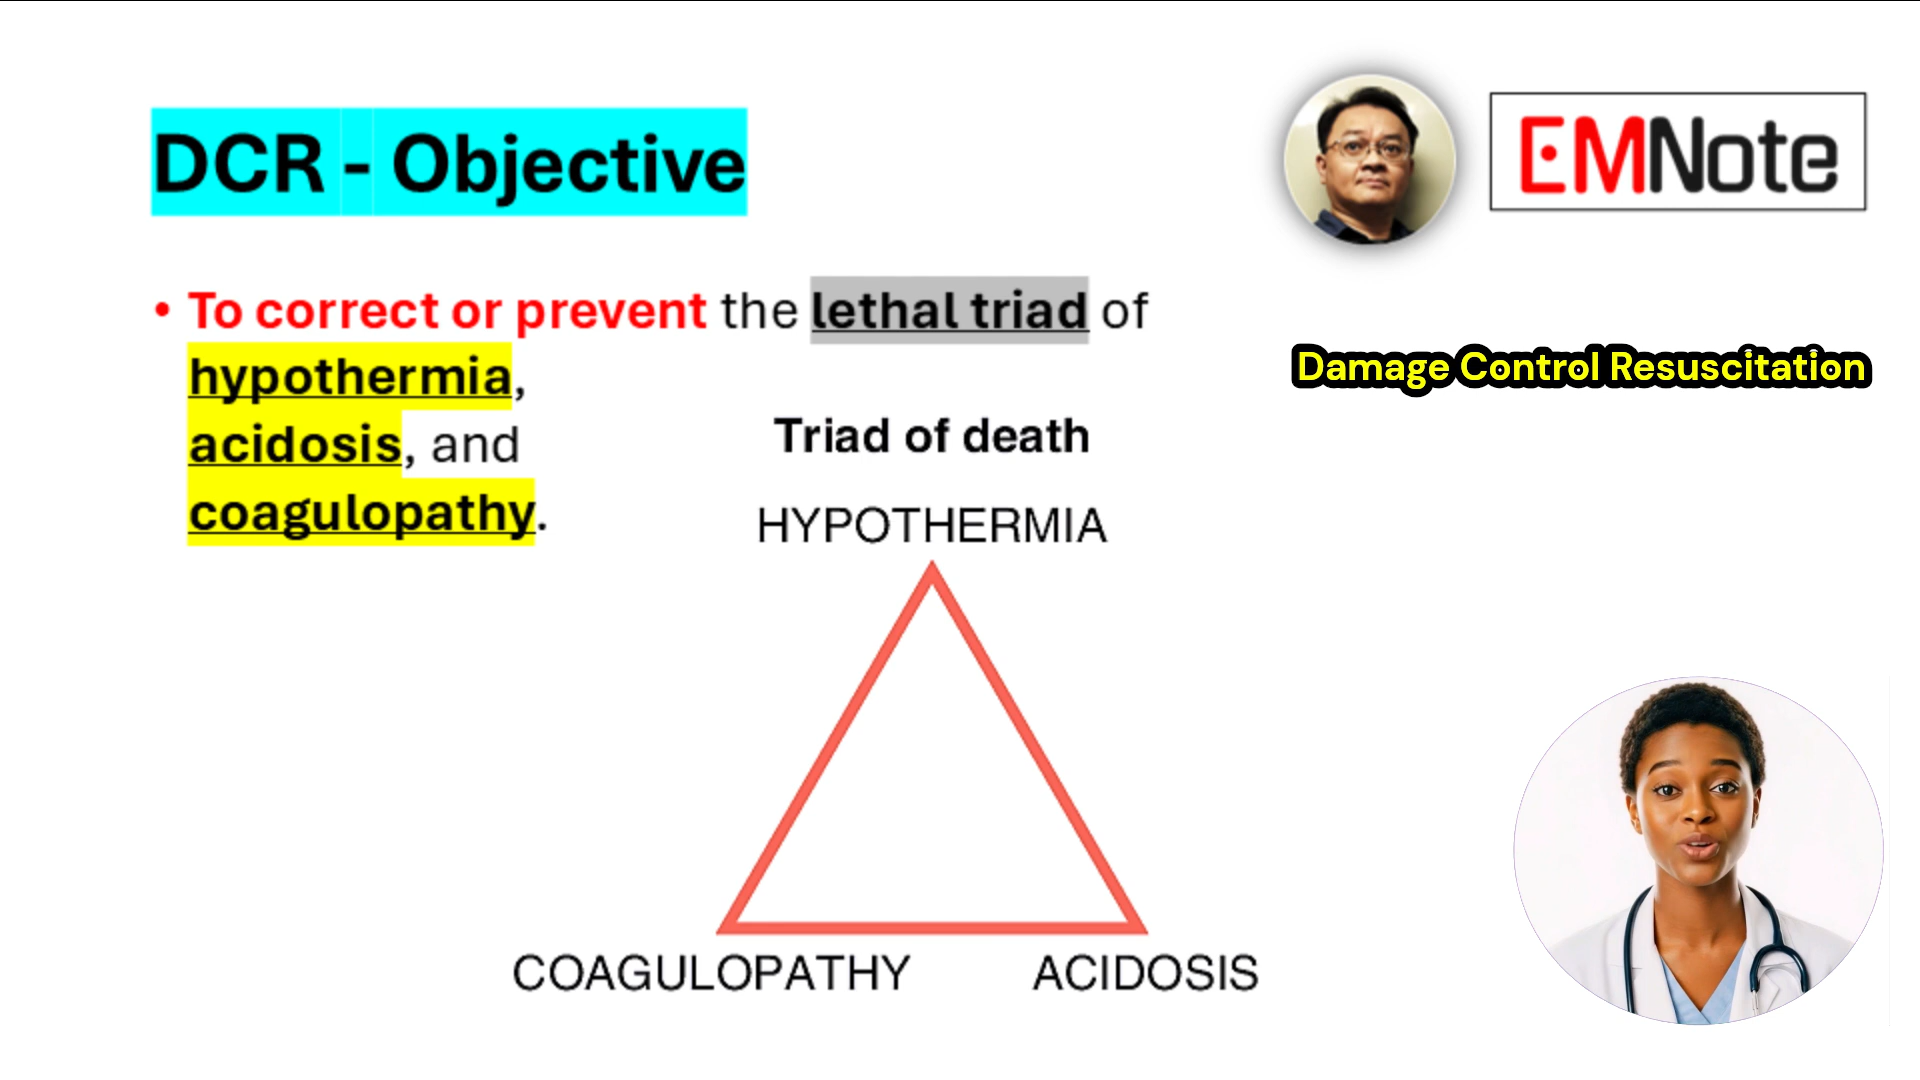 DCR - Objective
EMNote
• To correct or prevent the lethal triad of
hypothermia,
acidosis, and
coagulopathy.
Damage Control Resuscitation
Triad of death
HYPOTHERMIA
COAGULOPATHY
ACIDOSIS